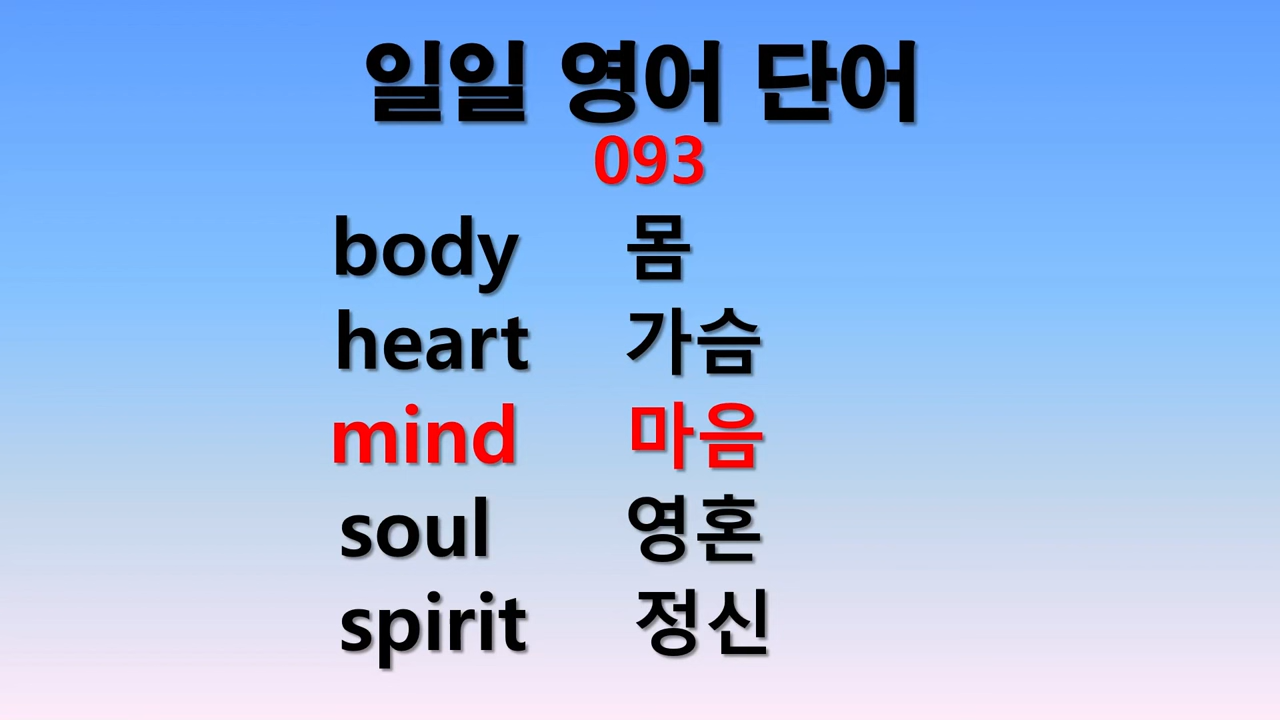 일일 영어 단어
093
body 몸
heart 가슴
mind 마음
soul 영혼
spirit 정신